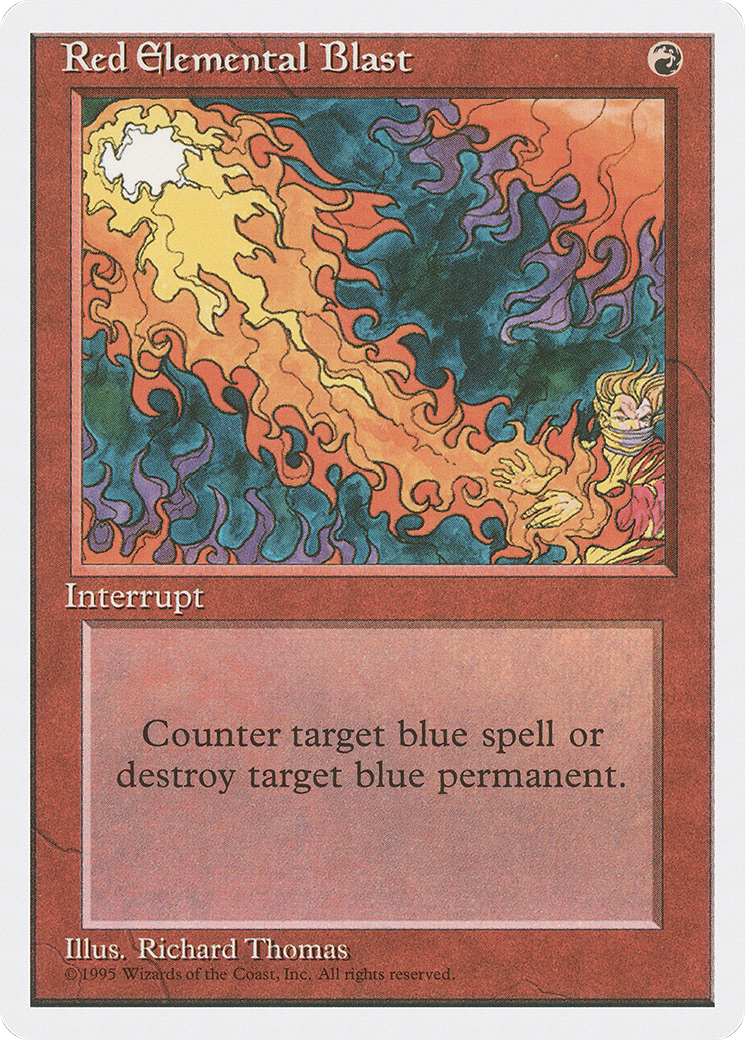 Red Elemental Blast
Interrupt
Counter target blue spell or
destroy target blue permanent.
Illus. Richard Thomas
©1995 Wizards of the Coast, Inc. All rights reserved.